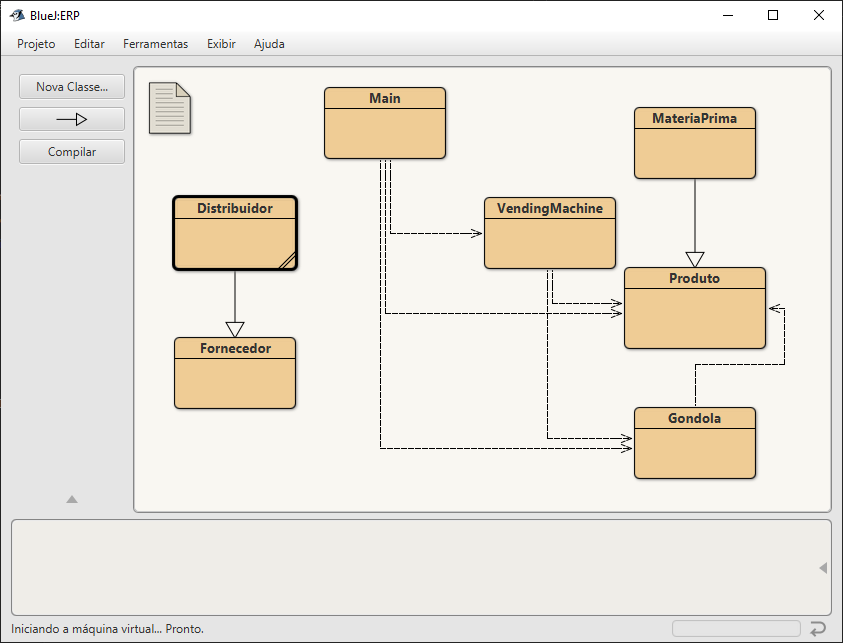 BlueJ:ERP
Projeto Editar Ferramentas Exibir Ajuda
Nova Classe...
Compilar
Main
MateriaPrima
Distribuidor
VendingMachine
Produto
Fornecedor
Gondola
Iniciando a máquina virtual... Pronto.